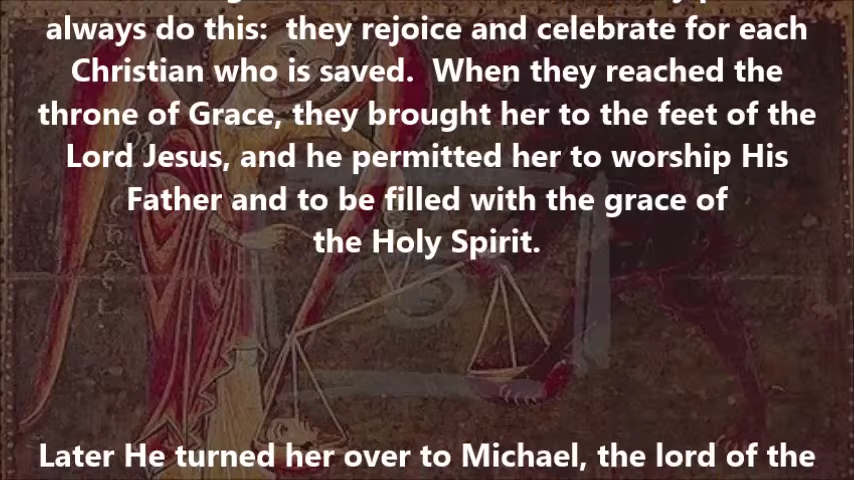 always do this: they rejoice and celebrate for each
Christian who is saved. When they reached the
throne of Grace, they brought her to the feet of the
Lord Jesus, and he permitted her to worship His
Father and to be filled with the grace of
the Holy Spirit.
Later He turned her over to Michael, the lord of the